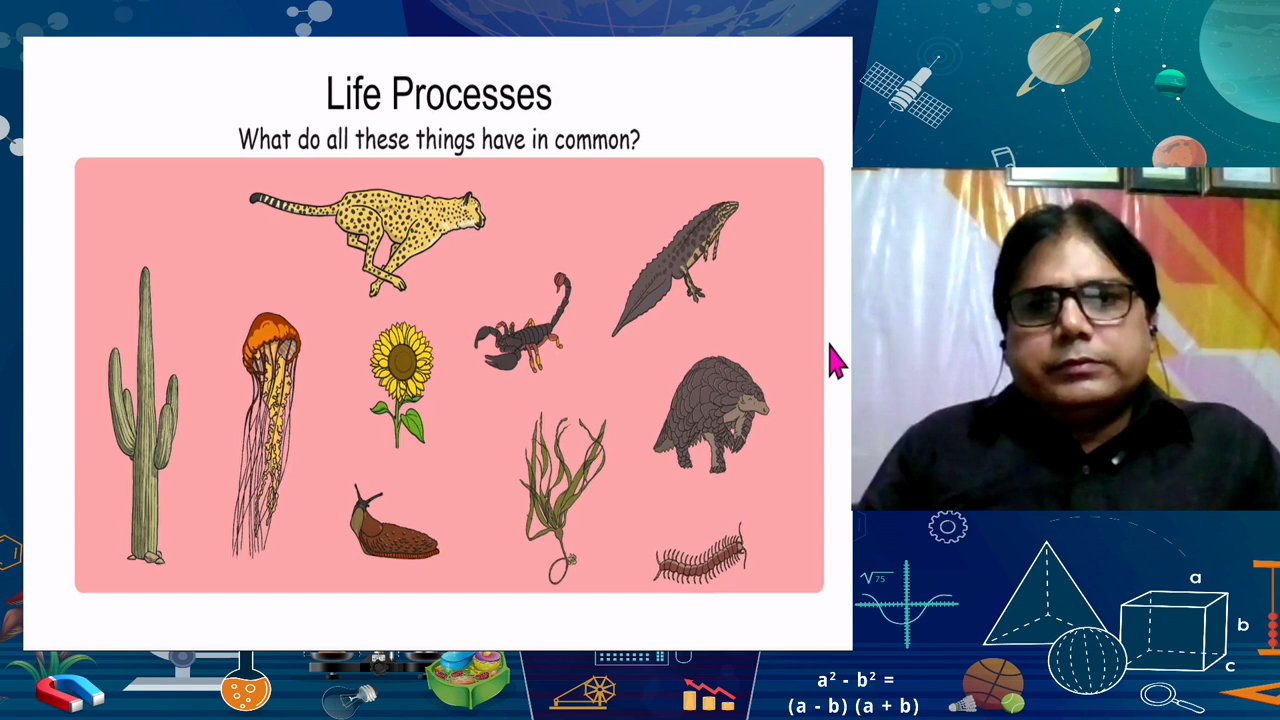 Life Processes
What do all these things have in common?
√75
a
b
c
a² - b² =
(a - b) (a + b)